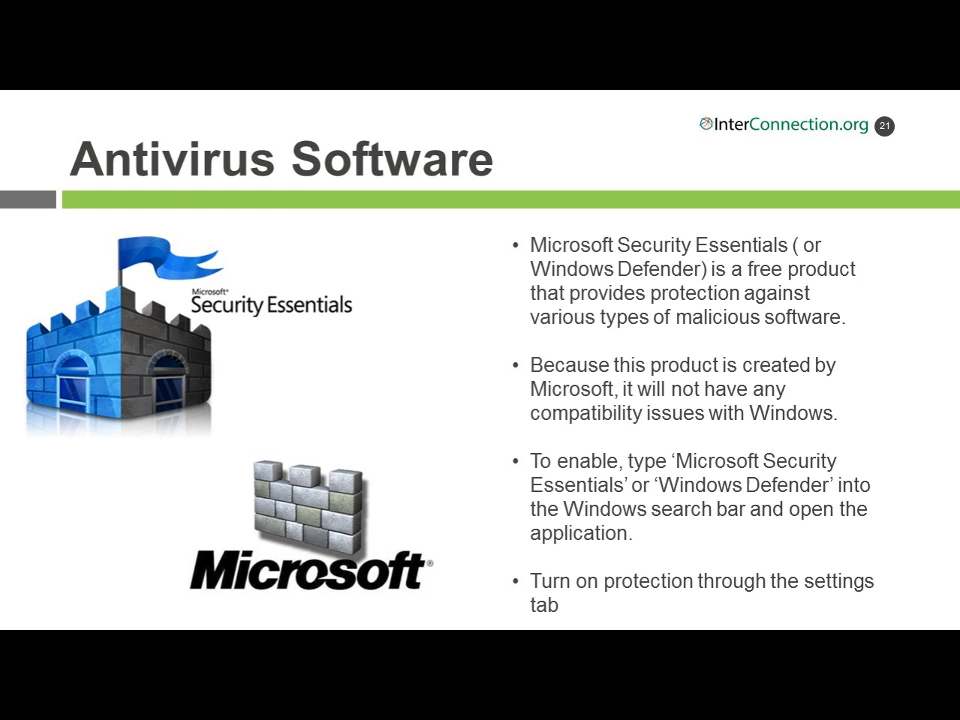 InterConnection.org
21
Antivirus Software
Microsoft®
Security Essentials
Microsoft®
• Microsoft Security Essentials ( or
Windows Defender) is a free product
that provides protection against
various types of malicious software.
• Because this product is created by
Microsoft, it will not have any
compatibility issues with Windows.
• To enable, type ‘Microsoft Security
Essentials’ or ‘Windows Defender’ into
the Windows search bar and open the
application.
• Turn on protection through the settings
tab